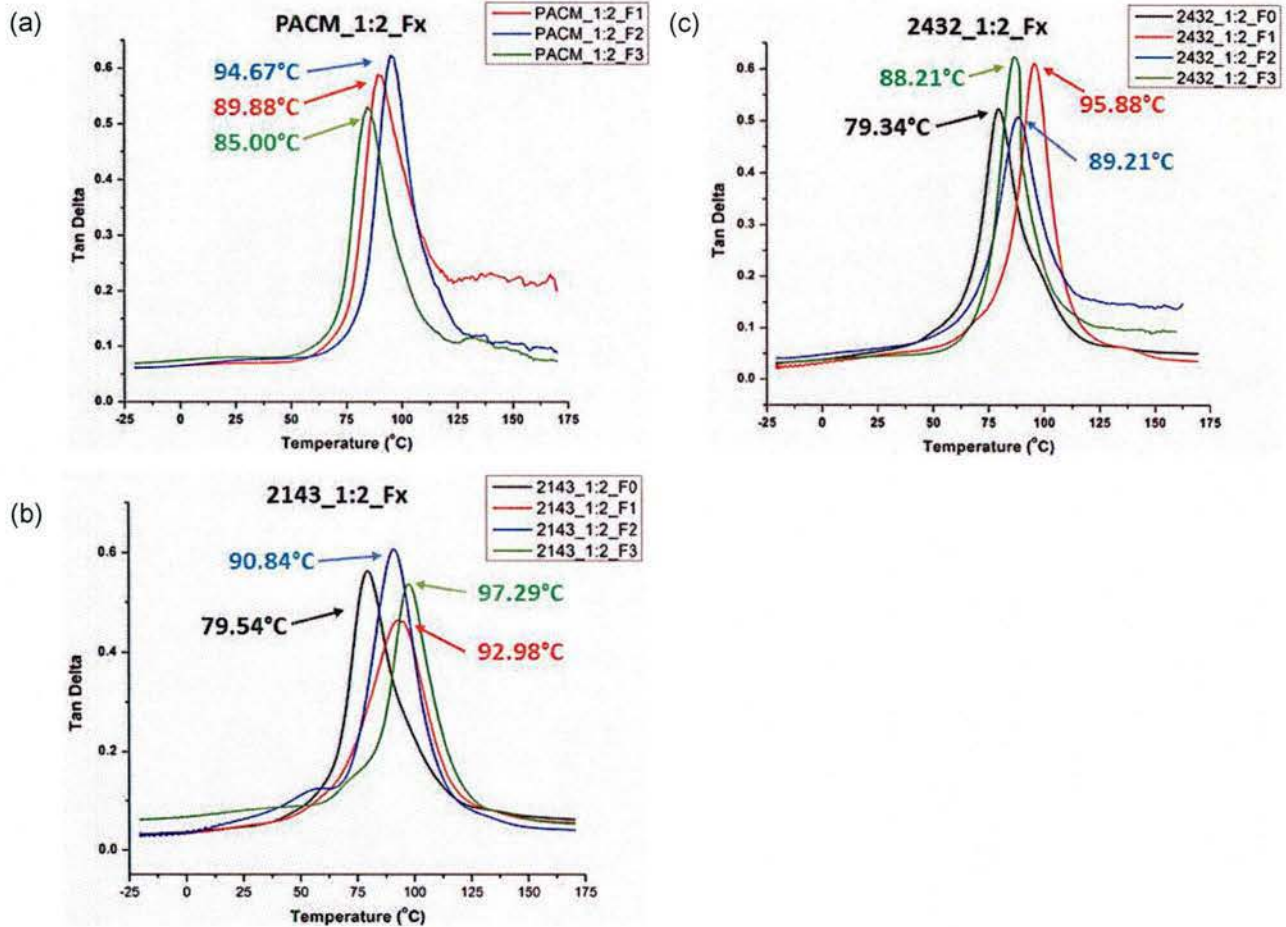 (a)
PACM_1:2_Fx
PACM_1:2_F1
PACM_1:2_F2
PACM_1:2_F3
94.67°C
89.88°C
85.00°C
0.6
0.5
0.4
0.3
0.2
0.1
0.0
Tan Delta
-25 0 25 50 75 100 125 150 175
Temperature (°C)
(c)
2432_1:2_Fx
2432_1:2_F0
2432_1:2_F1
2432_1:2_F2
2432_1:2_F3
88.21°C
79.34°C
95.88°C
89.21°C
0.6
0.5
0.4
0.3
0.2
0.1
0.0
Tan Delta
-25 0 25 50 75 100 125 150 175
Temperature (°C)
(b)
2143_1:2_Fx
2143_1:2_F0
2143_1:2_F1
2143_1:2_F2
2143_1:2_F3
90.84°C
79.54°C
97.29°C
92.98°C
0.6
0.4
0.2
0.0
Tan Delta
-25 0 25 50 75 100 125 150 175
Temperature (°C)